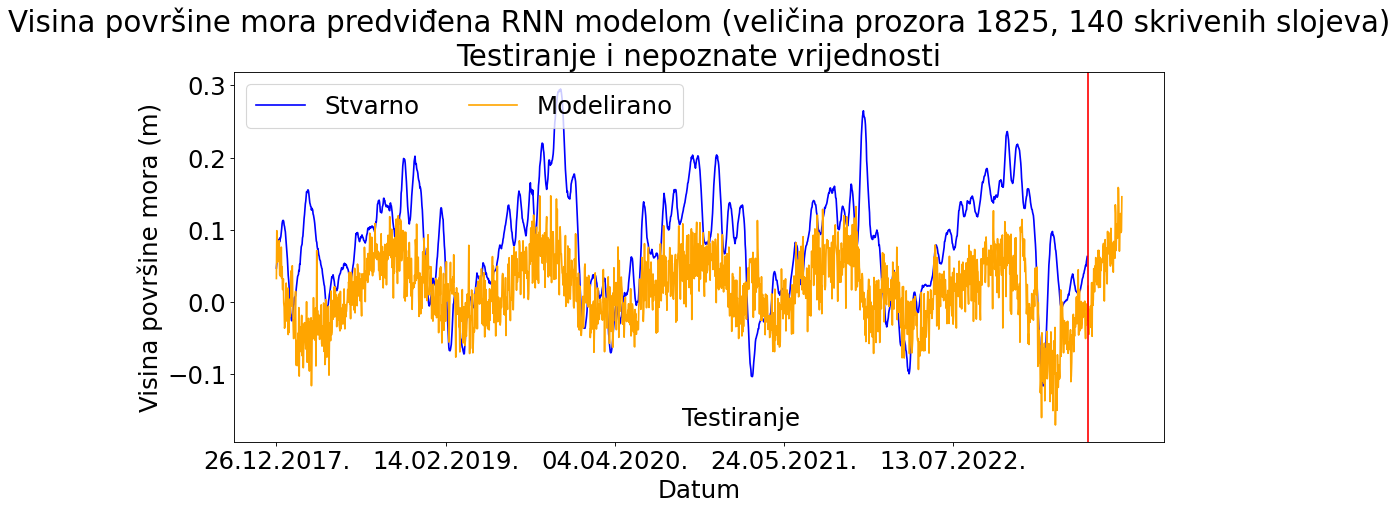 Visina površine mora predviđena RNN modelom (veličina prozora 1825, 140 skrivenih slojeva)
Testiranje i nepoznate vrijednosti
Stvarno
Modelirano
Visina površine mora (m)
0.3
0.2
0.1
0.0
−0.1
Testiranje
26.12.2017.
14.02.2019.
04.04.2020.
24.05.2021.
13.07.2022.
Datum